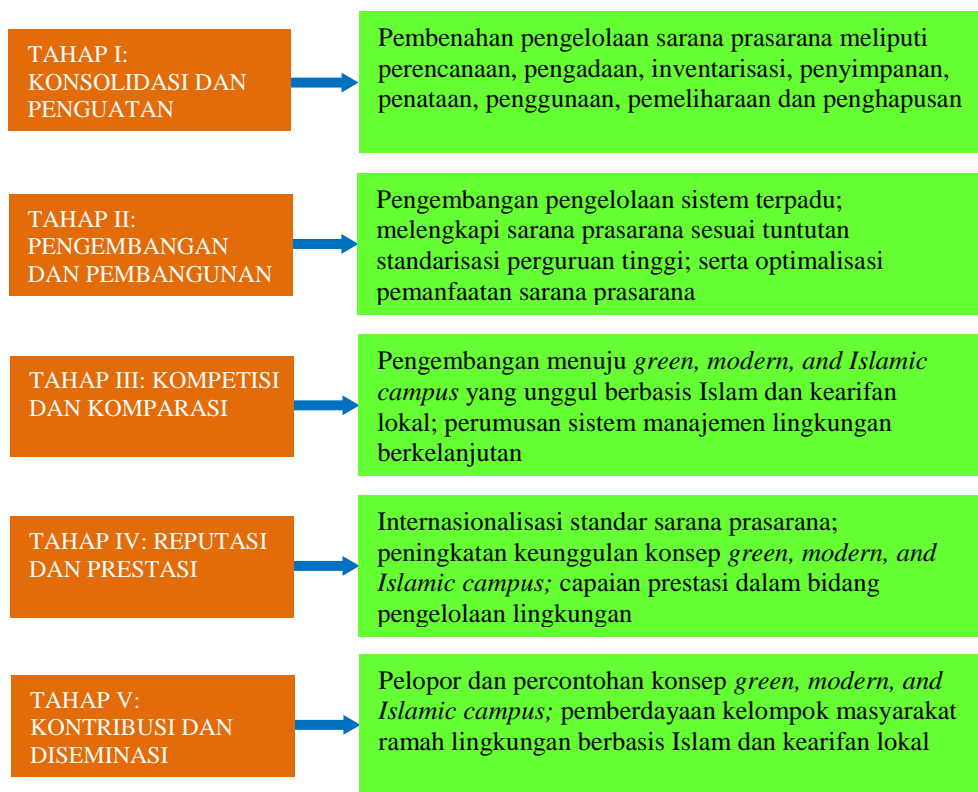 TAHAP I:
KONSOLIDASI DAN
PENGUATAN
Pembenahan pengelolaan sarana prasarana meliputi
perencanaan, pengadaan, inventarisasi, penyimpanan,
penataan, penggunaan, pemeliharaan dan penghapusan
TAHAP II:
PENGEMBANGAN
DAN PEMBANGUNAN
Pengembangan pengelolaan sistem terpadu;
melengkapi sarana prasarana sesuai tuntutan
standarisasi perguruan tinggi; serta optimalisasi
pemanfaatan sarana prasarana
TAHAP III: KOMPETISI
DAN KOMPARASI
Pengembangan menuju green, modern, and Islamic
campus yang unggul berbasis Islam dan kearifan
lokal; perumusan sistem manajemen lingkungan
berkelanjutan
TAHAP IV: REPUTASI
DAN PRESTASI
Internasionalisasi standar sarana prasarana;
peningkatan keunggulan konsep green, modern, and
Islamic campus; capaian prestasi dalam bidang
pengelolaan lingkungan
TAHAP V:
KONTRIBUSI DAN
DISEMINASI
Pelopor dan percontohan konsep green, modern, and
Islamic campus; pemberdayaan kelompok masyarakat
ramah lingkungan berbasis Islam dan kearifan lokal